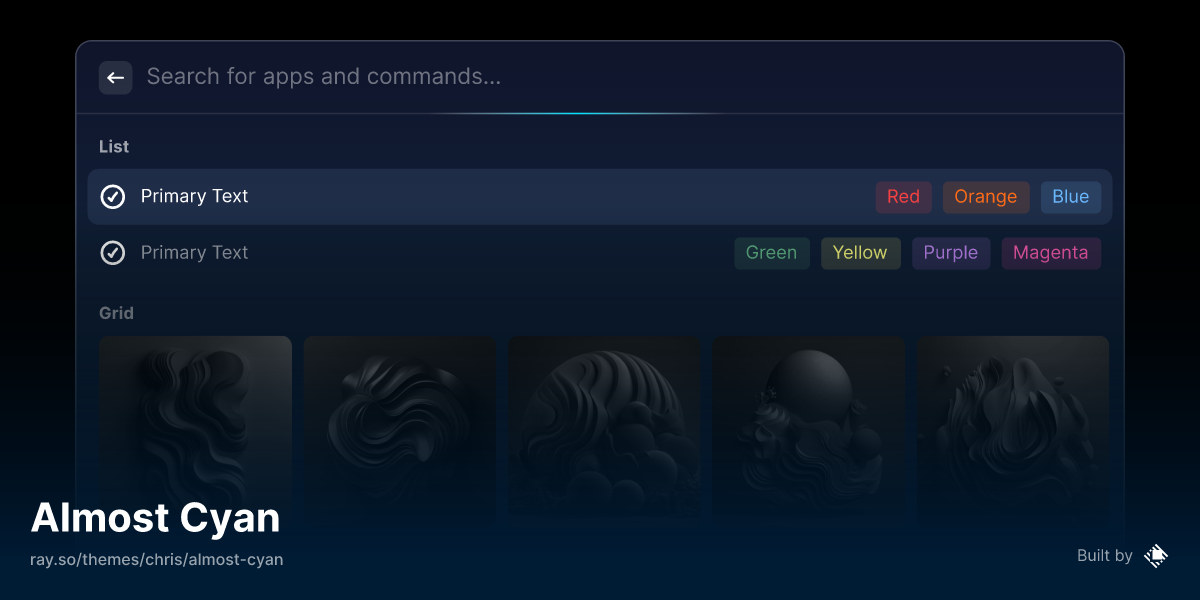 Search for apps and commands...
List
Primary Text Red Orange Blue
Primary Text Green Yellow Purple Magenta
Grid
Almost Cyan
ray.so/themes/chris/almost-cyan
Built by